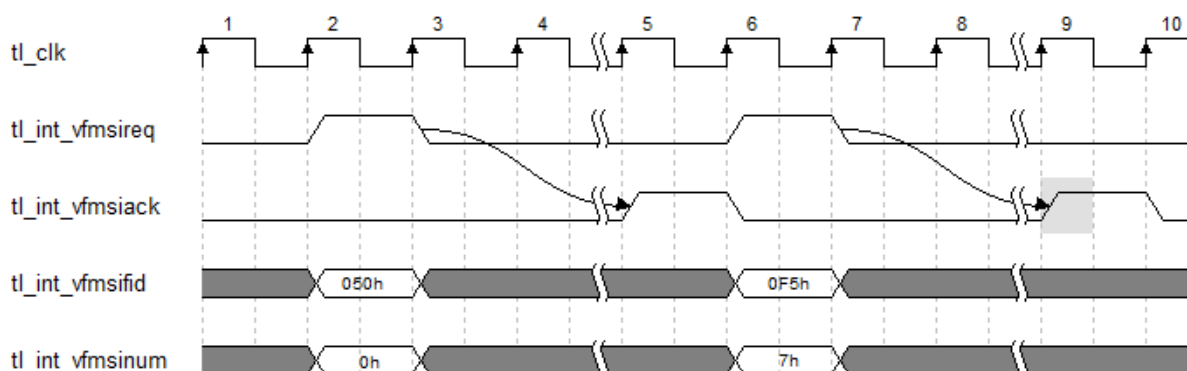 1 2 3 4 5 6 7 8 9 10
tl_clk
tl_int_vfmsireq
tl_int_vfmsiack
tl_int_vfmsifid 050h 0F5h
tl_int_vfmsinum 0h 7h